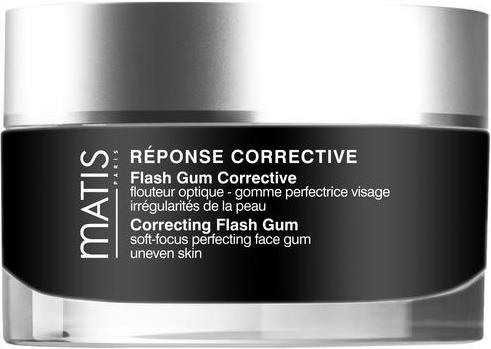 MATIS
PARIS
RÉPONSE CORRECTIVE
Flash Gum Corrective
flouteur optique - gomme perfectrice visage
irrégularités de la peau
Correcting Flash Gum
soft-focus perfecting face gum
uneven skin